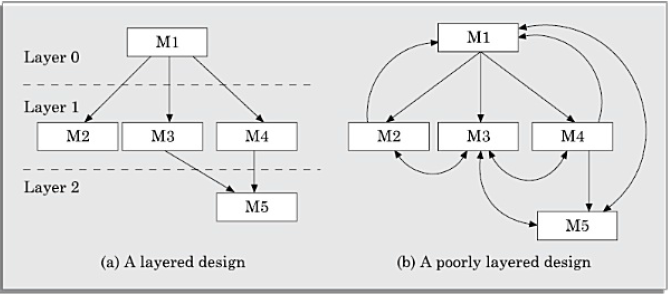 M1
M1
Layer 0
Layer 1
M2
M3
M4
M2
M3
M4
Layer 2
M5
M5
(a) A layered design
(b) A poorly layered design